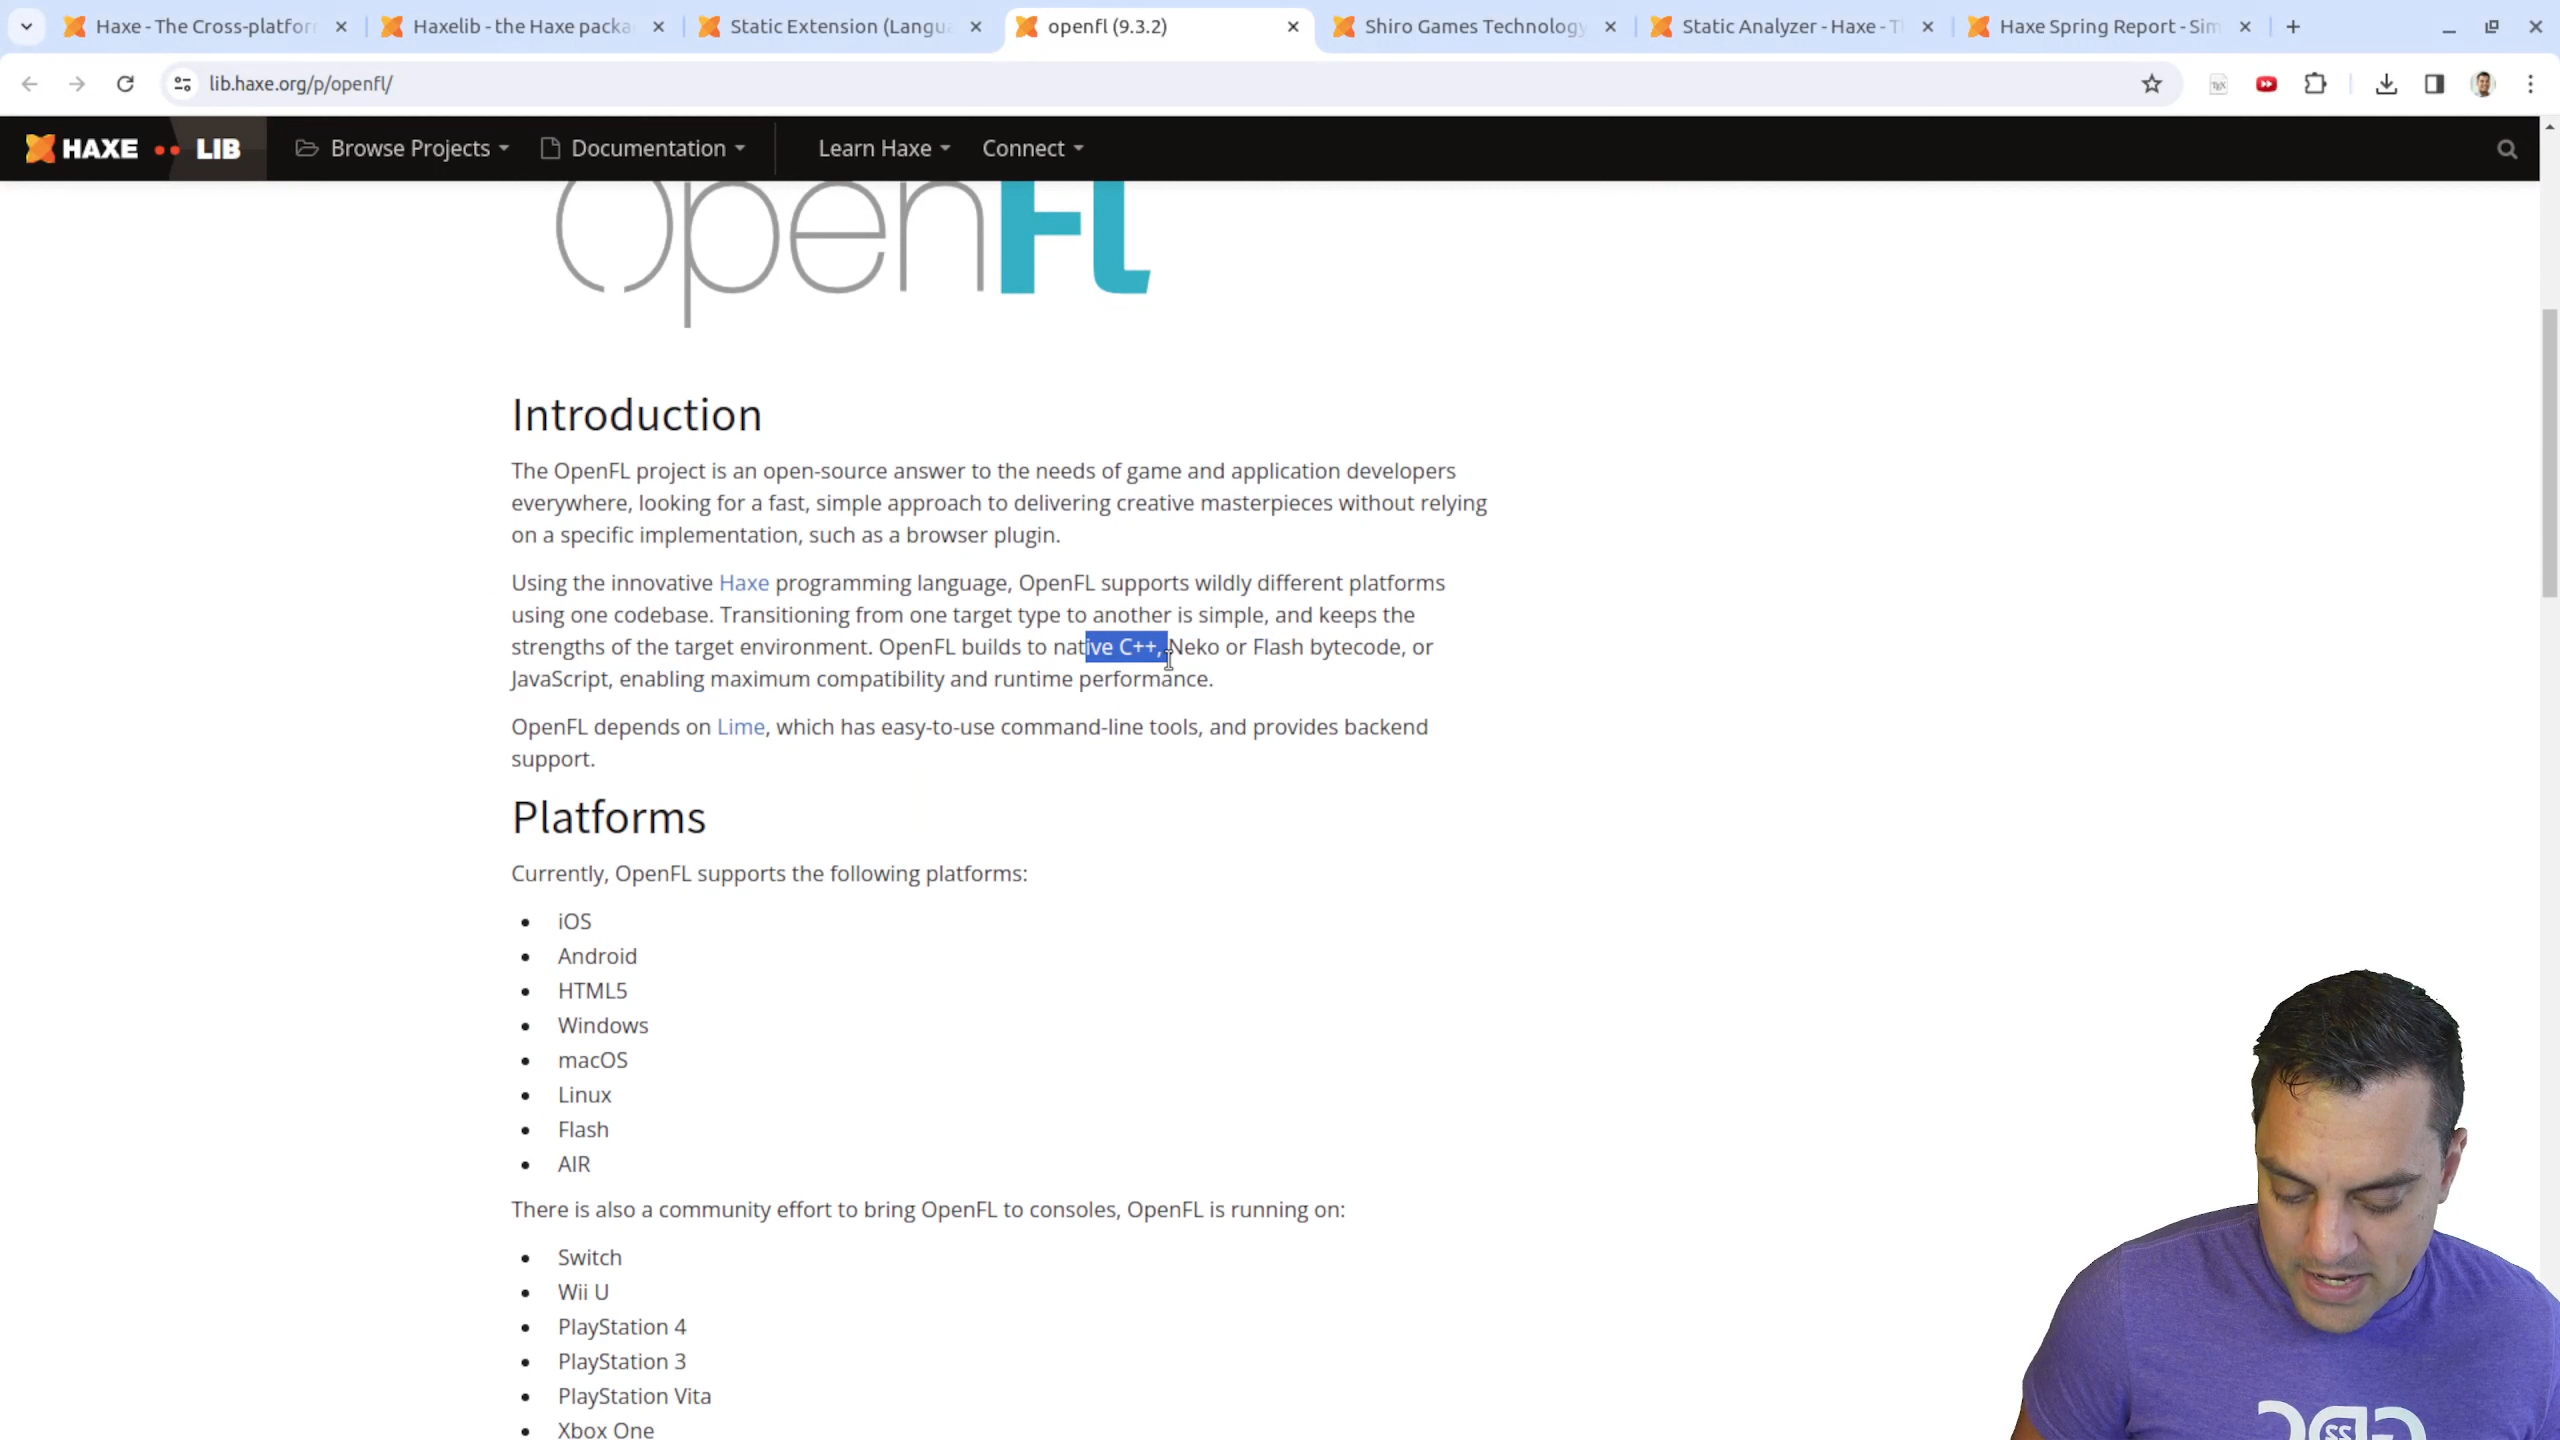 Haxe - The Cross-platfor
Haxelib - the Haxe packa
Static Extension (Langua
openfl (9.3.2)
Shiro Games Technology
Static Analyzer - Haxe - T
Haxe Spring Report - Sim
lib.haxe.org/p/openfl/
HAXE LIB
Browse Projects
Documentation
Learn Haxe
Connect
OpenFL
Introduction
The OpenFL project is an open-source answer to the needs of game and application developers
everywhere, looking for a fast, simple approach to delivering creative masterpieces without relying
on a specific implementation, such as a browser plugin.
Using the innovative Haxe programming language, OpenFL supports wildly different platforms
using one codebase. Transitioning from one target type to another is simple, and keeps the
strengths of the target environment. OpenFL builds to native C++, Neko or Flash bytecode, or
JavaScript, enabling maximum compatibility and runtime performance.
OpenFL depends on Lime, which has easy-to-use command-line tools, and provides backend
support.
Platforms
Currently, OpenFL supports the following platforms:
• iOS
• Android
• HTML5
• Windows
• macOS
• Linux
• Flash
• AIR
There is also a community effort to bring OpenFL to consoles, OpenFL is running on:
• Switch
• Wii U
• PlayStation 4
• PlayStation 3
• PlayStation Vita
• Xbox One